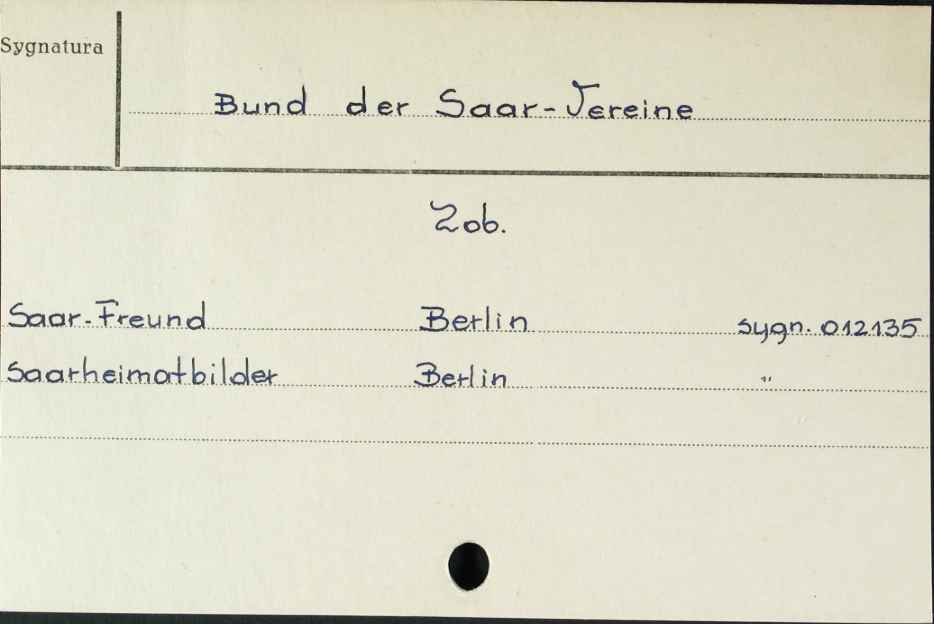 Sygnatura
Bund der Saar-Vereine
Zob.
Saar-Freund Berlin sygn. 012135
Saarheimatbilder Berlin "